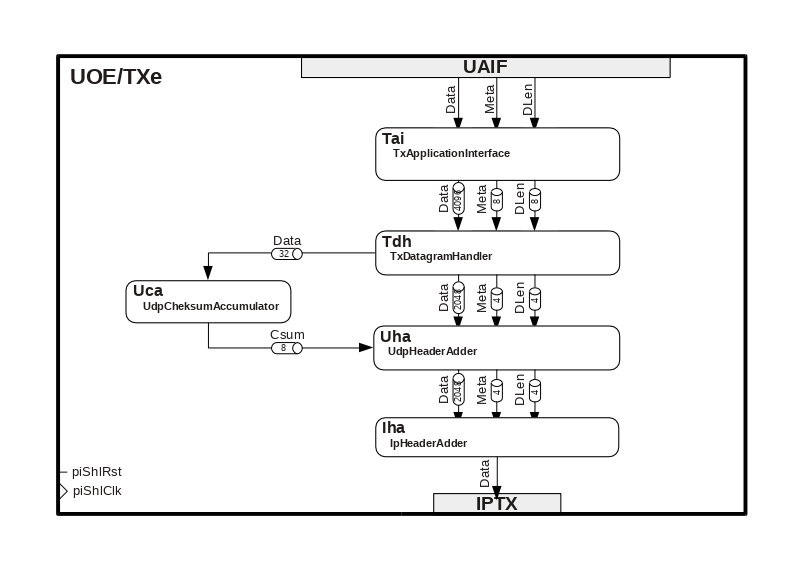 UAIF
UOE/TXe
Data
Meta
DLen
Tai
TxApplicationInterface
Data
4096
Meta
8
DLen
8
Tdh
TxDatagramHandler
Data
32
Uca
UdpCheksumAccumulator
Data
2048
Meta
4
DLen
4
Csum
8
Uha
UdpHeaderAdder
Data
2048
Meta
4
DLen
4
Iha
IpHeaderAdder
Data
piShlRst
piShlClk
IPTX